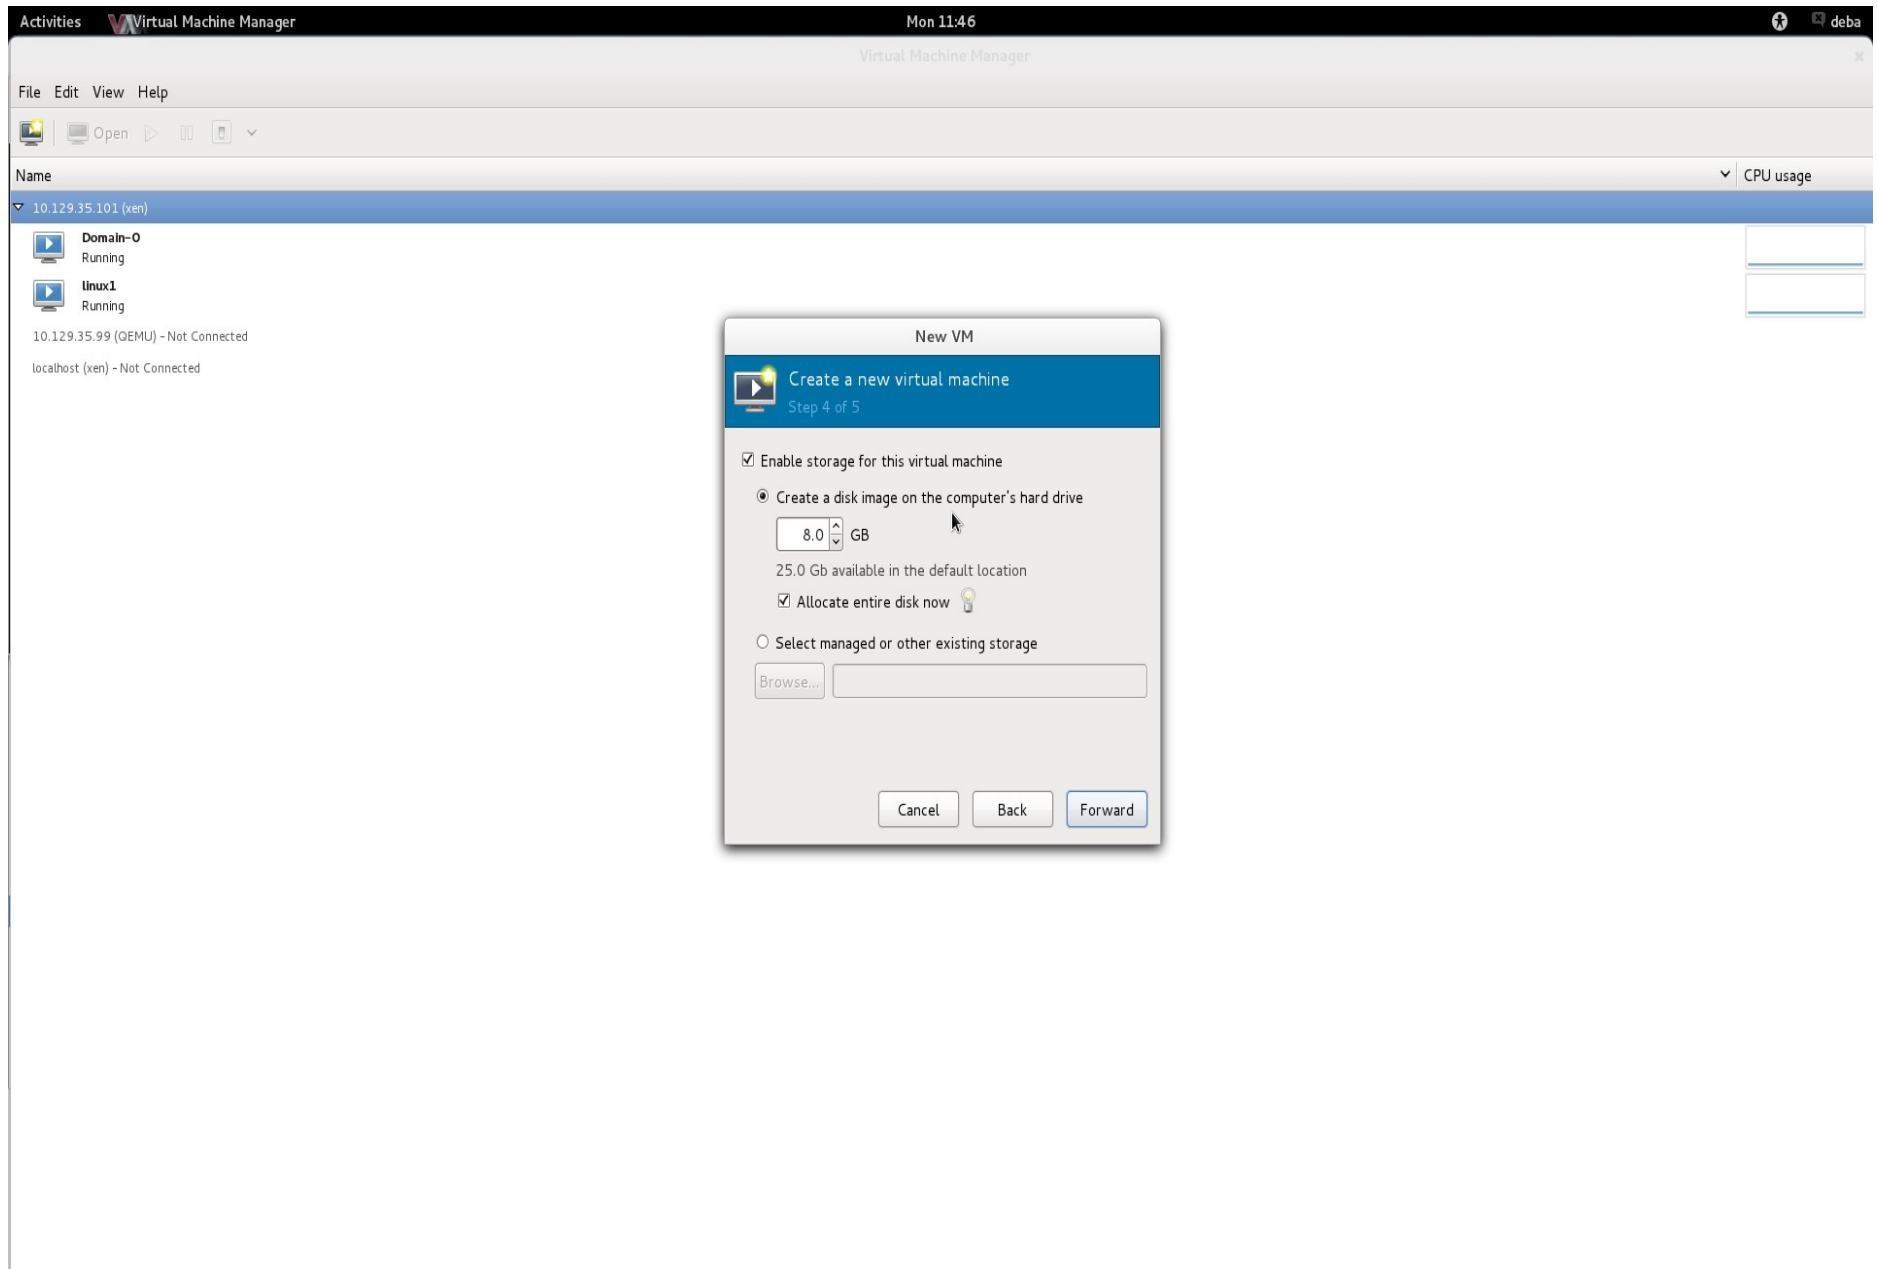 Activities Virtual Machine Manager Mon 11:46 deba
Virtual Machine Manager
File Edit View Help
Open
Name CPU usage
10.129.35.101 (xen)
Domain-0
Running
linux1
Running
10.129.35.99 (QEMU) - Not Connected
localhost (xen) - Not Connected
New VM
Create a new virtual machine
Step 4 of 5
Enable storage for this virtual machine
Create a disk image on the computer's hard drive
8.0 GB
25.0 Gb available in the default location
Allocate entire disk now
Select managed or other existing storage
Browse...
Cancel Back Forward